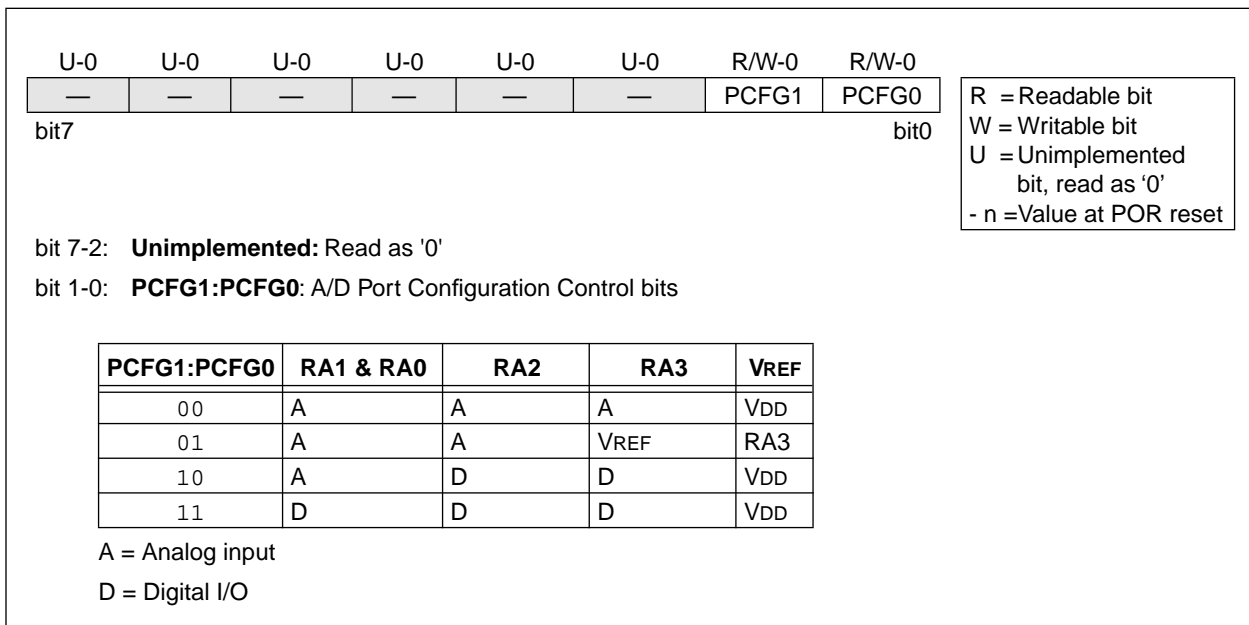 U-0 U-0 U-0 U-0 U-0 U-0 R/W-0 R/W-0
— — — — — — PCFG1 PCFG0
bit7 bit0
R = Readable bit
W = Writable bit
U = Unimplemented
bit, read as ‘0’
- n = Value at POR reset
bit 7-2: Unimplemented: Read as '0'
bit 1-0: PCFG1:PCFG0: A/D Port Configuration Control bits
PCFG1:PCFG0 RA1 & RA0 RA2 RA3 VREF
00 A A A VDD
01 A A VREF RA3
10 A D D VDD
11 D D D VDD
A = Analog input
D = Digital I/O